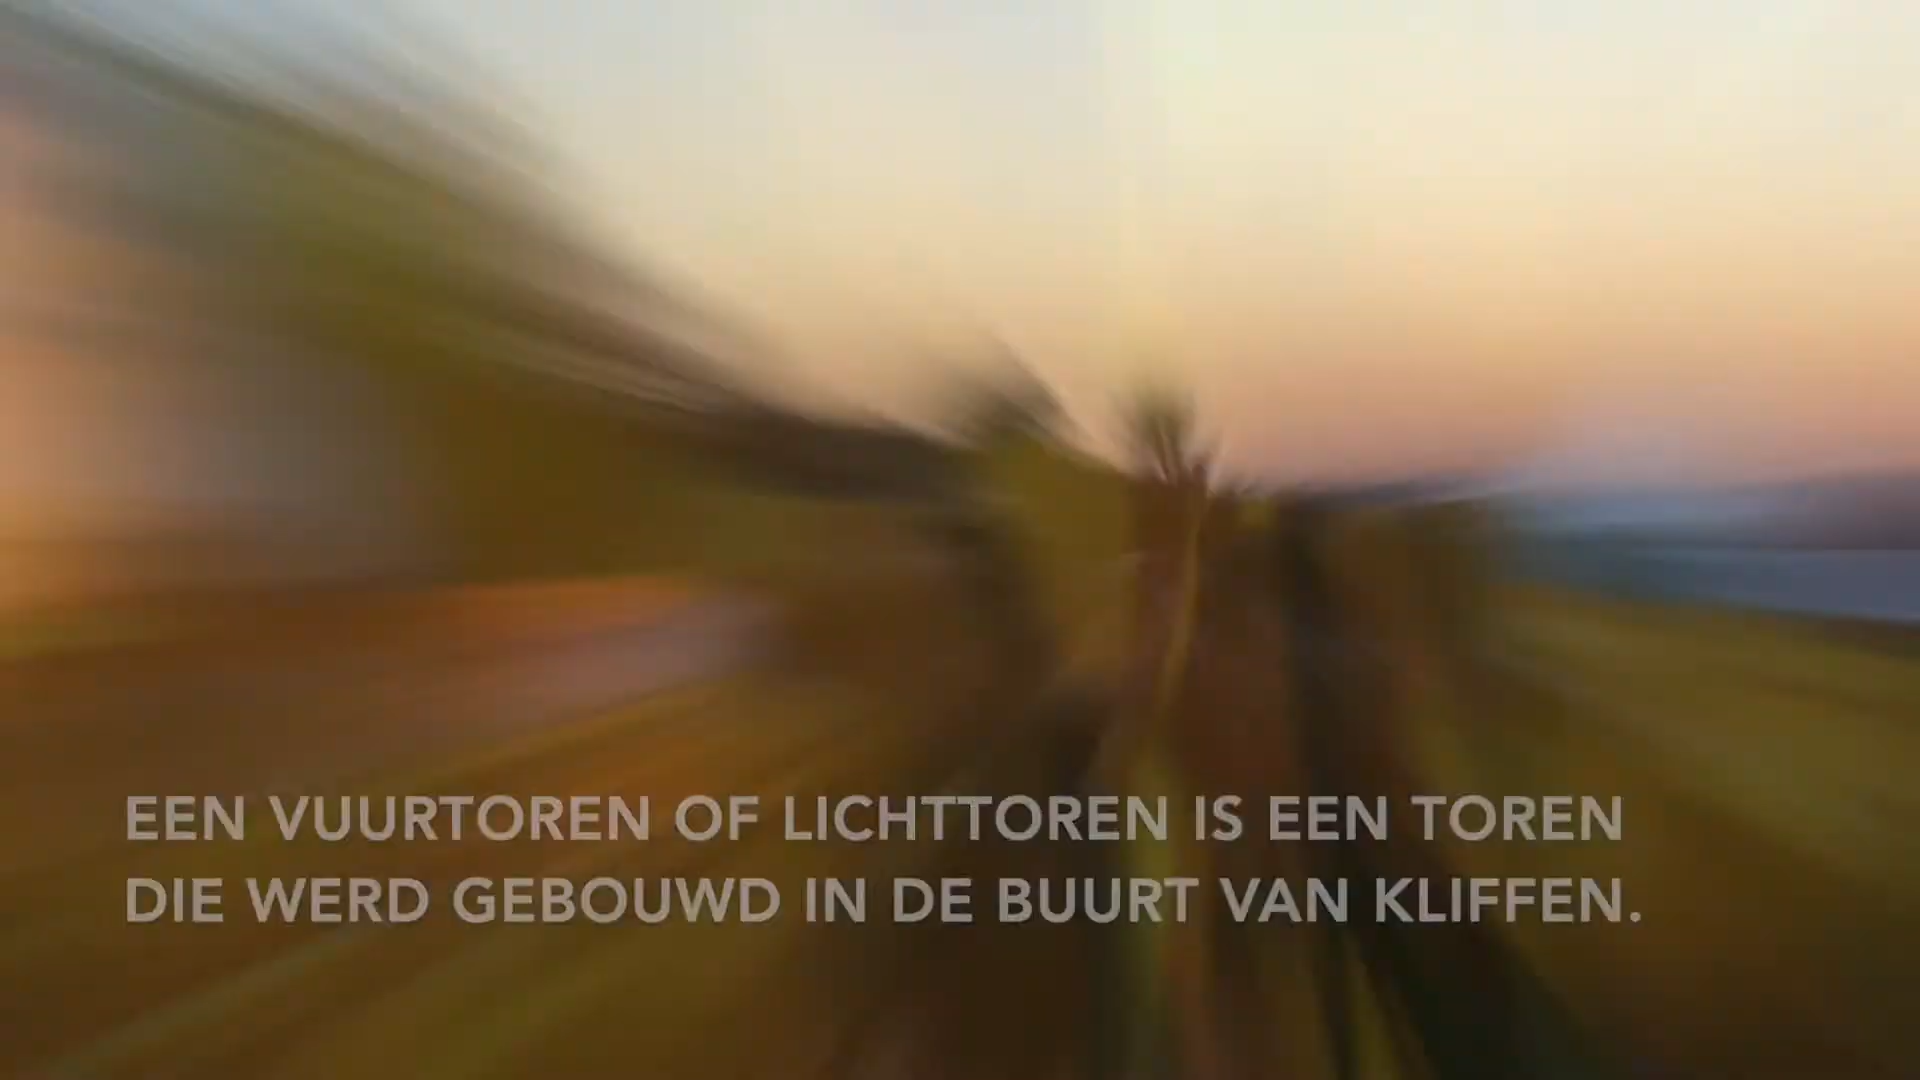 EEN VUURTOREN OF LICHTTOREN IS EEN TOREN
DIE WERD GEBOUWD IN DE BUURT VAN KLIFFEN.